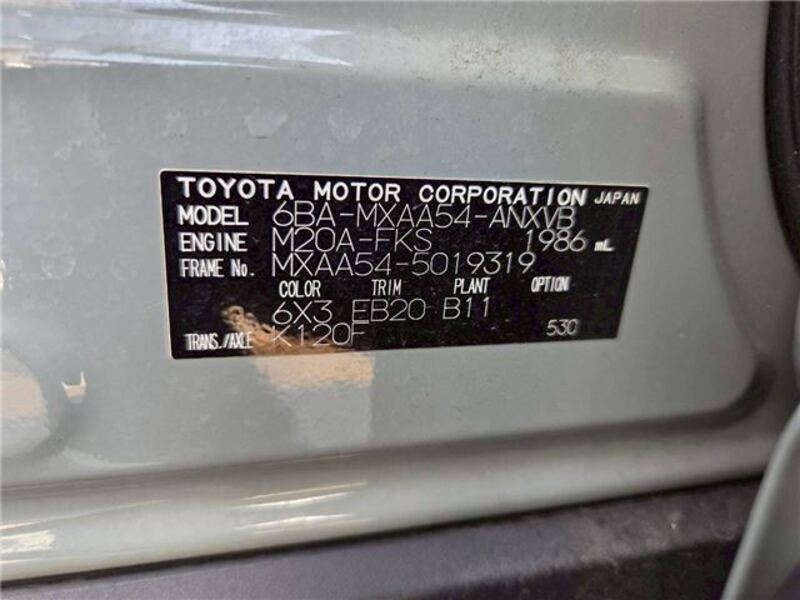 TOYOTA MOTOR CORPORATION JAPAN
MODEL 6BA-MXAA54-ANXVB
ENGINE M20A-FKS 1986 mL
FRAME No. MXAA54-5019319
COLOR TRIM PLANT OPTION
6X3 EB20 B11
TRANS./AXLE K120F 530